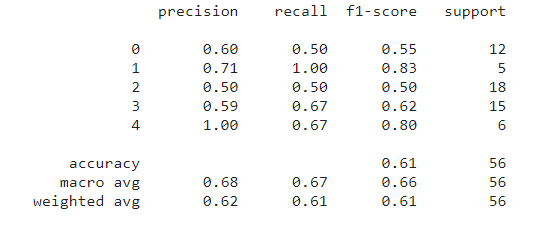 precision recall f1-score support
0 0.60 0.50 0.55 12
1 0.71 1.00 0.83 5
2 0.50 0.50 0.50 18
3 0.59 0.67 0.62 15
4 1.00 0.67 0.80 6
accuracy 0.61 56
macro avg 0.68 0.67 0.66 56
weighted avg 0.62 0.61 0.61 56